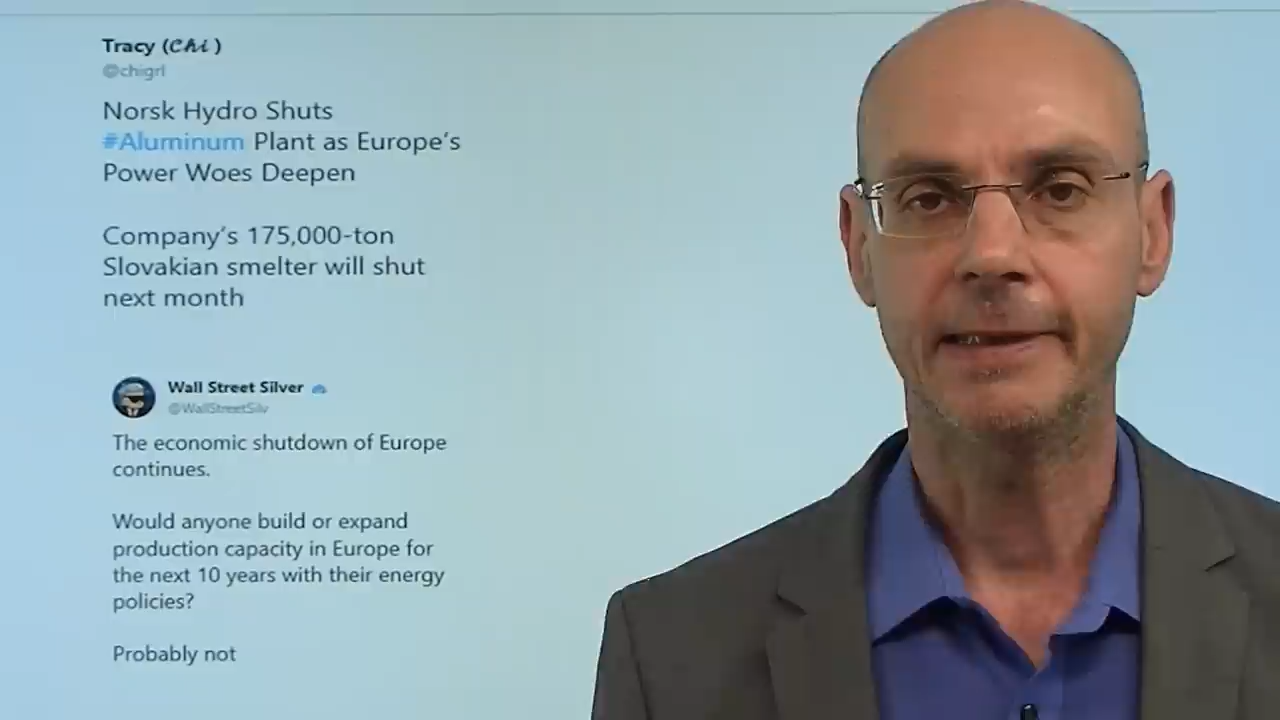 Tracy (𝓒𝓱𝓲 )
@chigrl
Norsk Hydro Shuts
#Aluminum Plant as Europe's
Power Woes Deepen
Company's 175,000-ton
Slovakian smelter will shut
next month
Wall Street Silver
@WallStreetSilv
The economic shutdown of Europe
continues.
Would anyone build or expand
production capacity in Europe for
the next 10 years with their energy
policies?
Probably not